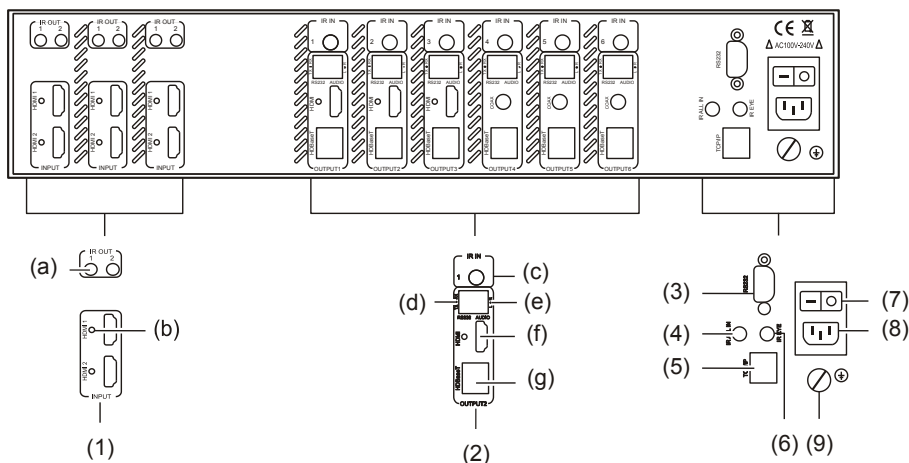 IR OUT
1 2
IR OUT
1 2
IR OUT
1 2
HDMI 1
HDMI 2
INPUT
HDMI 1
HDMI 2
INPUT
HDMI 1
HDMI 2
INPUT
IR IN
1
RS232 AUDIO
HDMI
HDBaseT
OUTPUT1
IR IN
2
RS232 AUDIO
HDMI
HDBaseT
OUTPUT2
IR IN
3
RS232 AUDIO
HDMI
HDBaseT
OUTPUT3
IR IN
4
RS232 AUDIO
COAX
HDBaseT
OUTPUT4
IR IN
5
RS232 AUDIO
COAX
HDBaseT
OUTPUT5
IR IN
6
RS232 AUDIO
COAX
HDBaseT
OUTPUT6
RS232
IR ALL IN
IR EYE
TCP/IP
CE
AC100V-240V
(a)
IR OUT
1 2
HDMI 1
(b)
HDMI 2
INPUT
(1)
IR IN
1
(c)
(d)
(e)
RS232 AUDIO
HDMI
(f)
HDBaseT
(g)
OUTPUT2
(2)
(3)
RS232
(4)
IR EYE
(5)
(6)
(7)
(8)
(9)